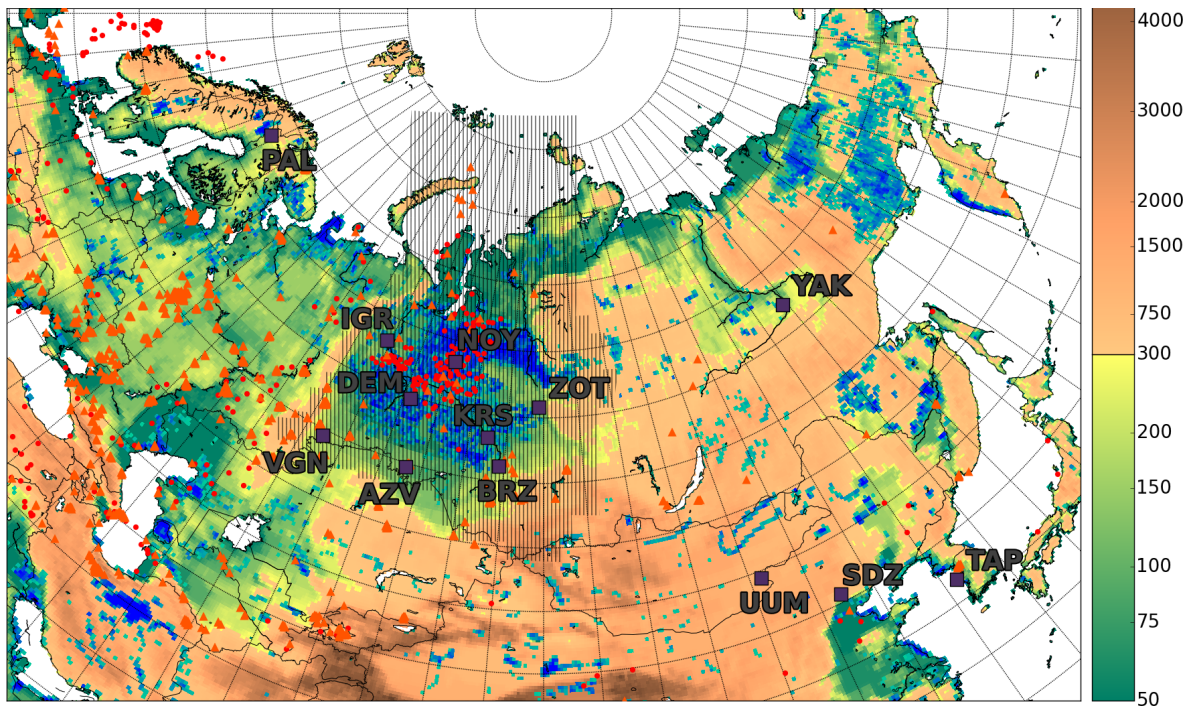 4000
3000
2000
1500
750
300
200
150
100
75
50
PAL
YAK
IGR
NOY
DEM
ZOT
KRS
VGN
AZV
BRZ
TAP
SDZ
UUM